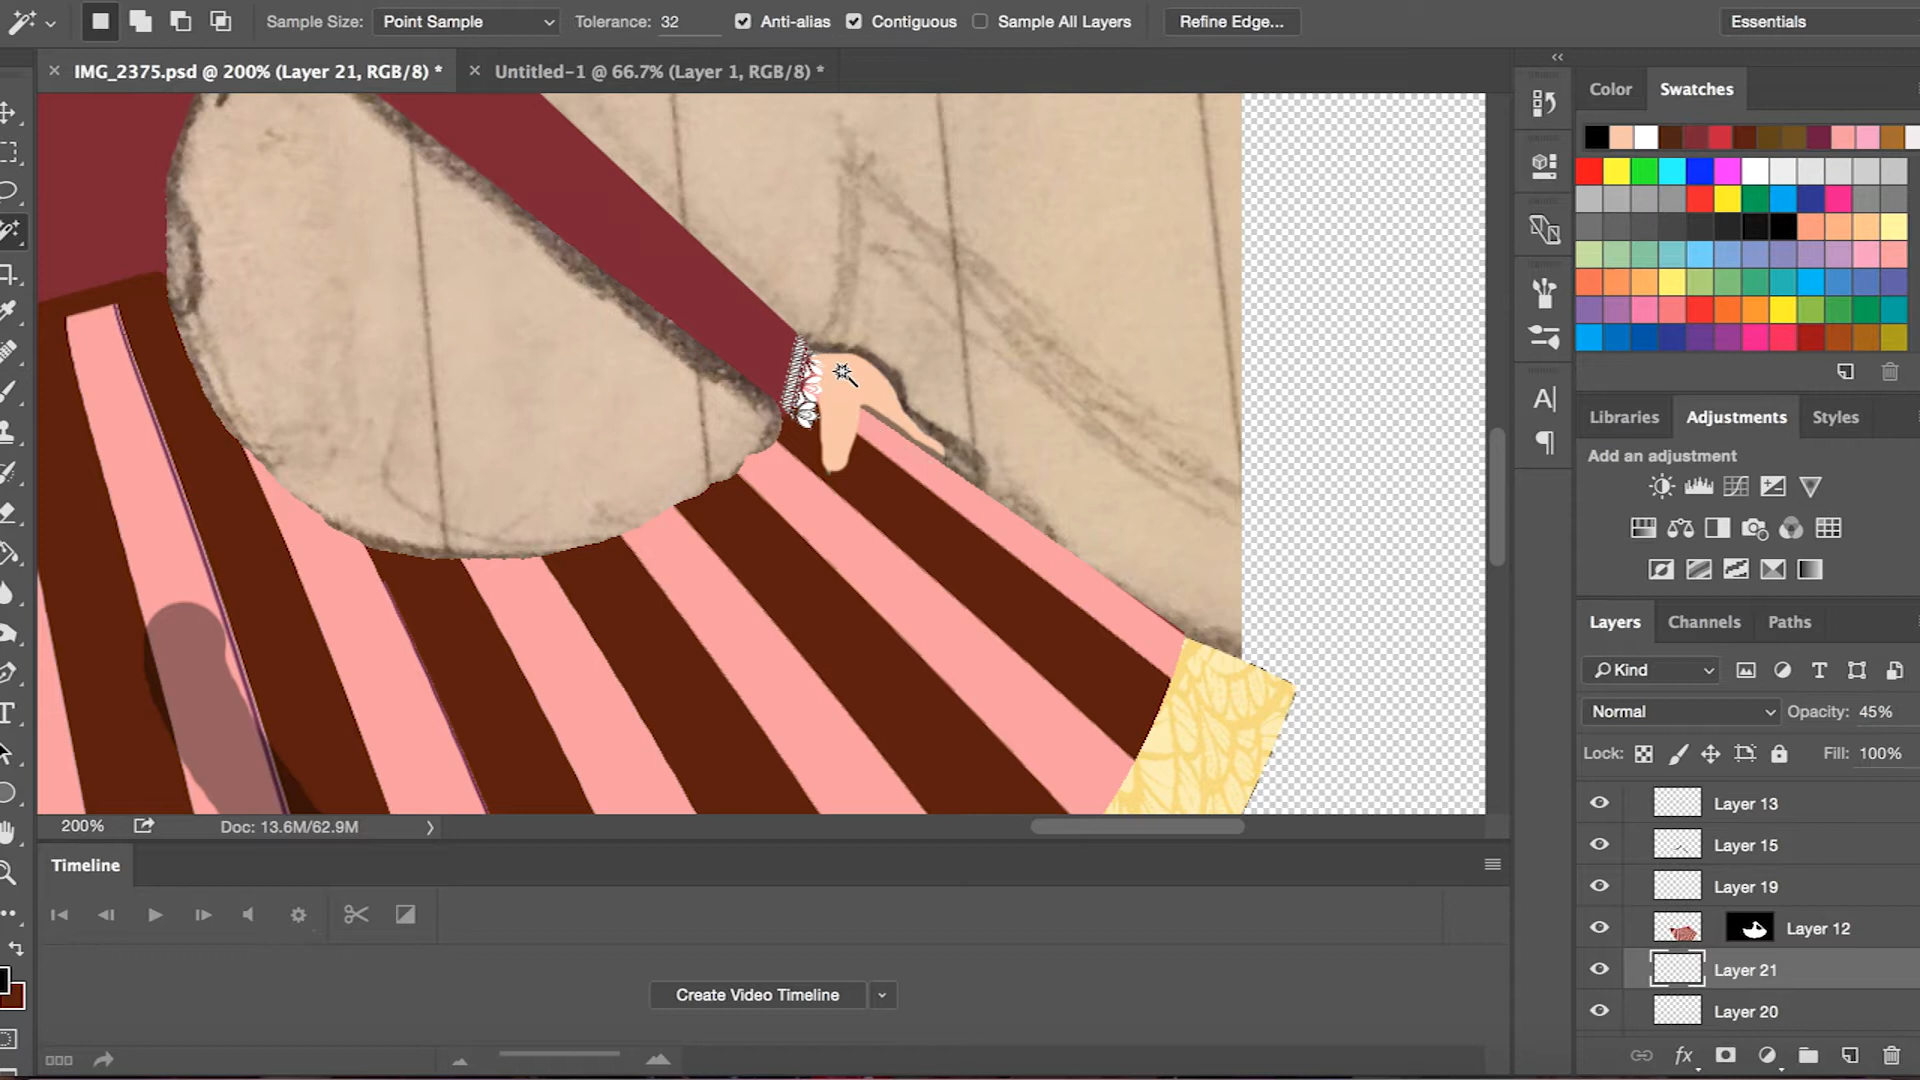 Sample Size: Point Sample Tolerance: 32 Anti-alias Contiguous Sample All Layers Refine Edge... Essentials
IMG_2375.psd @ 200% (Layer 21, RGB/8) * Untitled-1 @ 66.7% (Layer 1, RGB/8) *
Color Swatches
Libraries Adjustments Styles
Add an adjustment
Layers Channels Paths
Kind
Normal Opacity: 45%
Lock: Fill: 100%
Layer 13
Layer 15
Layer 19
Layer 12
Layer 21
Layer 20
fx
200% Doc: 13.6M/62.9M
Timeline
Create Video Timeline